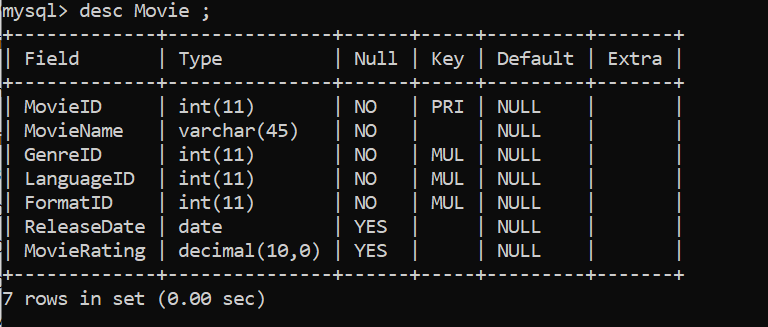 mysql> desc Movie ;
+-------------+---------------+------+-----+---------+-------+
| Field       | Type          | Null | Key | Default | Extra |
+-------------+---------------+------+-----+---------+-------+
| MovieID     | int(11)       | NO   | PRI | NULL    |       |
| MovieName   | varchar(45)   | NO   |     | NULL    |       |
| GenreID     | int(11)       | NO   | MUL | NULL    |       |
| LanguageID  | int(11)       | NO   | MUL | NULL    |       |
| FormatID    | int(11)       | NO   | MUL | NULL    |       |
| ReleaseDate | date          | YES  |     | NULL    |       |
| MovieRating | decimal(10,0) | YES  |     | NULL    |       |
+-------------+---------------+------+-----+---------+-------+
7 rows in set (0.00 sec)